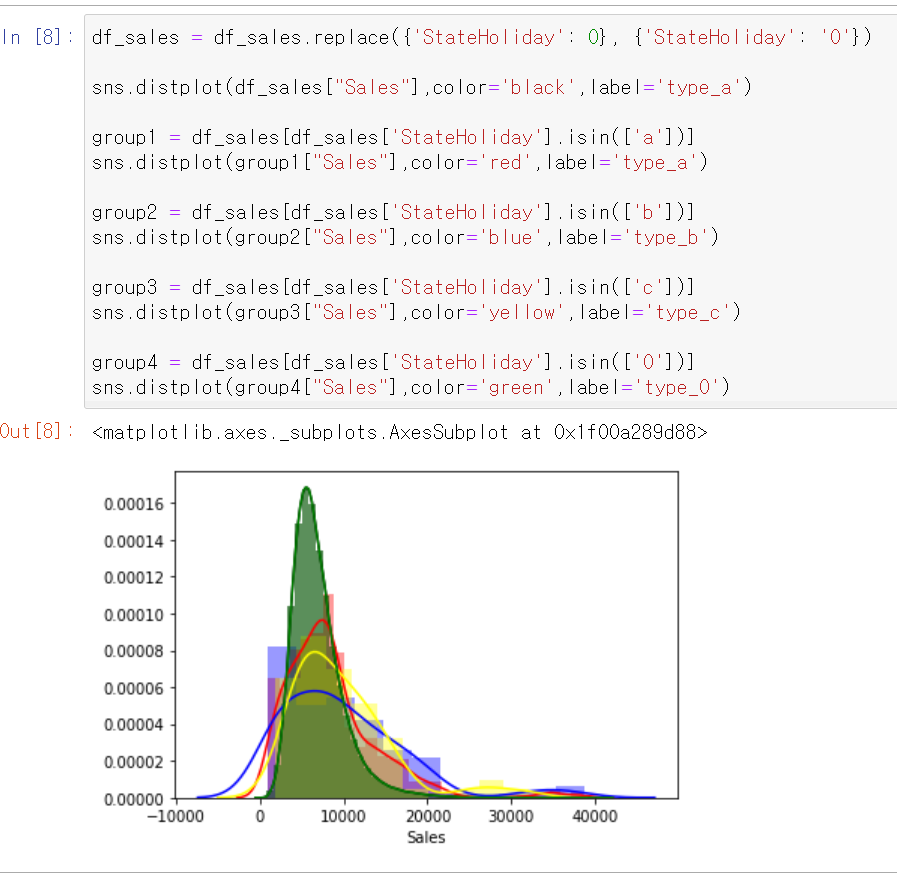 In [8]: df_sales = df_sales.replace({'StateHoliday': 0}, {'StateHoliday': '0'})
sns.distplot(df_sales["Sales"],color='black',label='type_a')
group1 = df_sales[df_sales['StateHoliday'].isin(['a'])]
sns.distplot(group1["Sales"],color='red',label='type_a')
group2 = df_sales[df_sales['StateHoliday'].isin(['b'])]
sns.distplot(group2["Sales"],color='blue',label='type_b')
group3 = df_sales[df_sales['StateHoliday'].isin(['c'])]
sns.distplot(group3["Sales"],color='yellow',label='type_c')
group4 = df_sales[df_sales['StateHoliday'].isin(['0'])]
sns.distplot(group4["Sales"],color='green',label='type_0')
Out[8]: <matplotlib.axes._subplots.AxesSubplot at 0x1f00a289d88>
0.00016
0.00014
0.00012
0.00010
0.00008
0.00006
0.00004
0.00002
0.00000
−10000 0 10000 20000 30000 40000
Sales